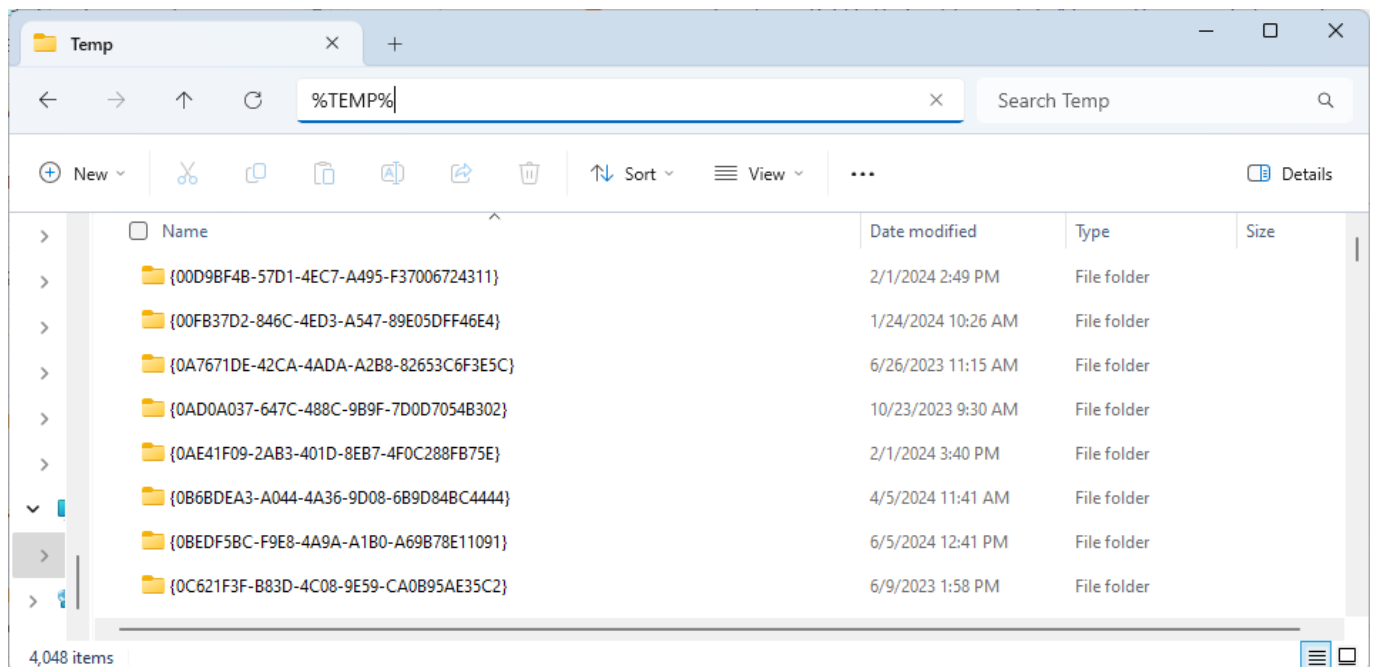 Temp
%TEMP%
Search Temp
New
Sort
View
Details
Name Date modified Type Size
{00D9BF4B-57D1-4EC7-A495-F37006724311} 2/1/2024 2:49 PM File folder
{00FB37D2-846C-4ED3-A547-89E05DFF46E4} 1/24/2024 10:26 AM File folder
{0A7671DE-42CA-4ADA-A2B8-82653C6F3E5C} 6/26/2023 11:15 AM File folder
{0AD0A037-647C-488C-9B9F-7D0D7054B302} 10/23/2023 9:30 AM File folder
{0AE41F09-2AB3-401D-8EB7-4F0C288FB75E} 2/1/2024 3:40 PM File folder
{0B6BDEA3-A044-4A36-9D08-6B9D84BC4444} 4/5/2024 11:41 AM File folder
{0BEDF5BC-F9E8-4A9A-A1B0-A69B78E11091} 6/5/2024 12:41 PM File folder
{0C621F3F-B83D-4C08-9E59-CA0B95AE35C2} 6/9/2023 1:58 PM File folder
4,048 items